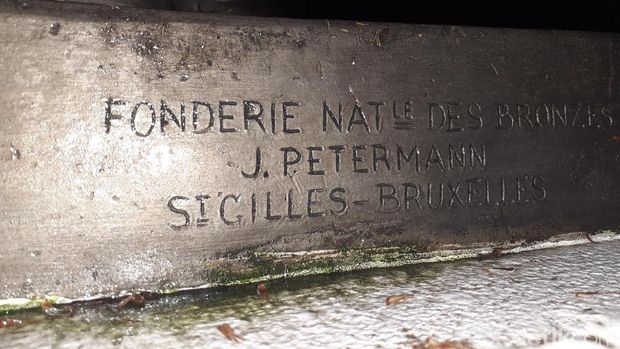 FONDERIE NATLE DES BRONZES
J. PETERMANN
ST GILLES-BRUXELLES